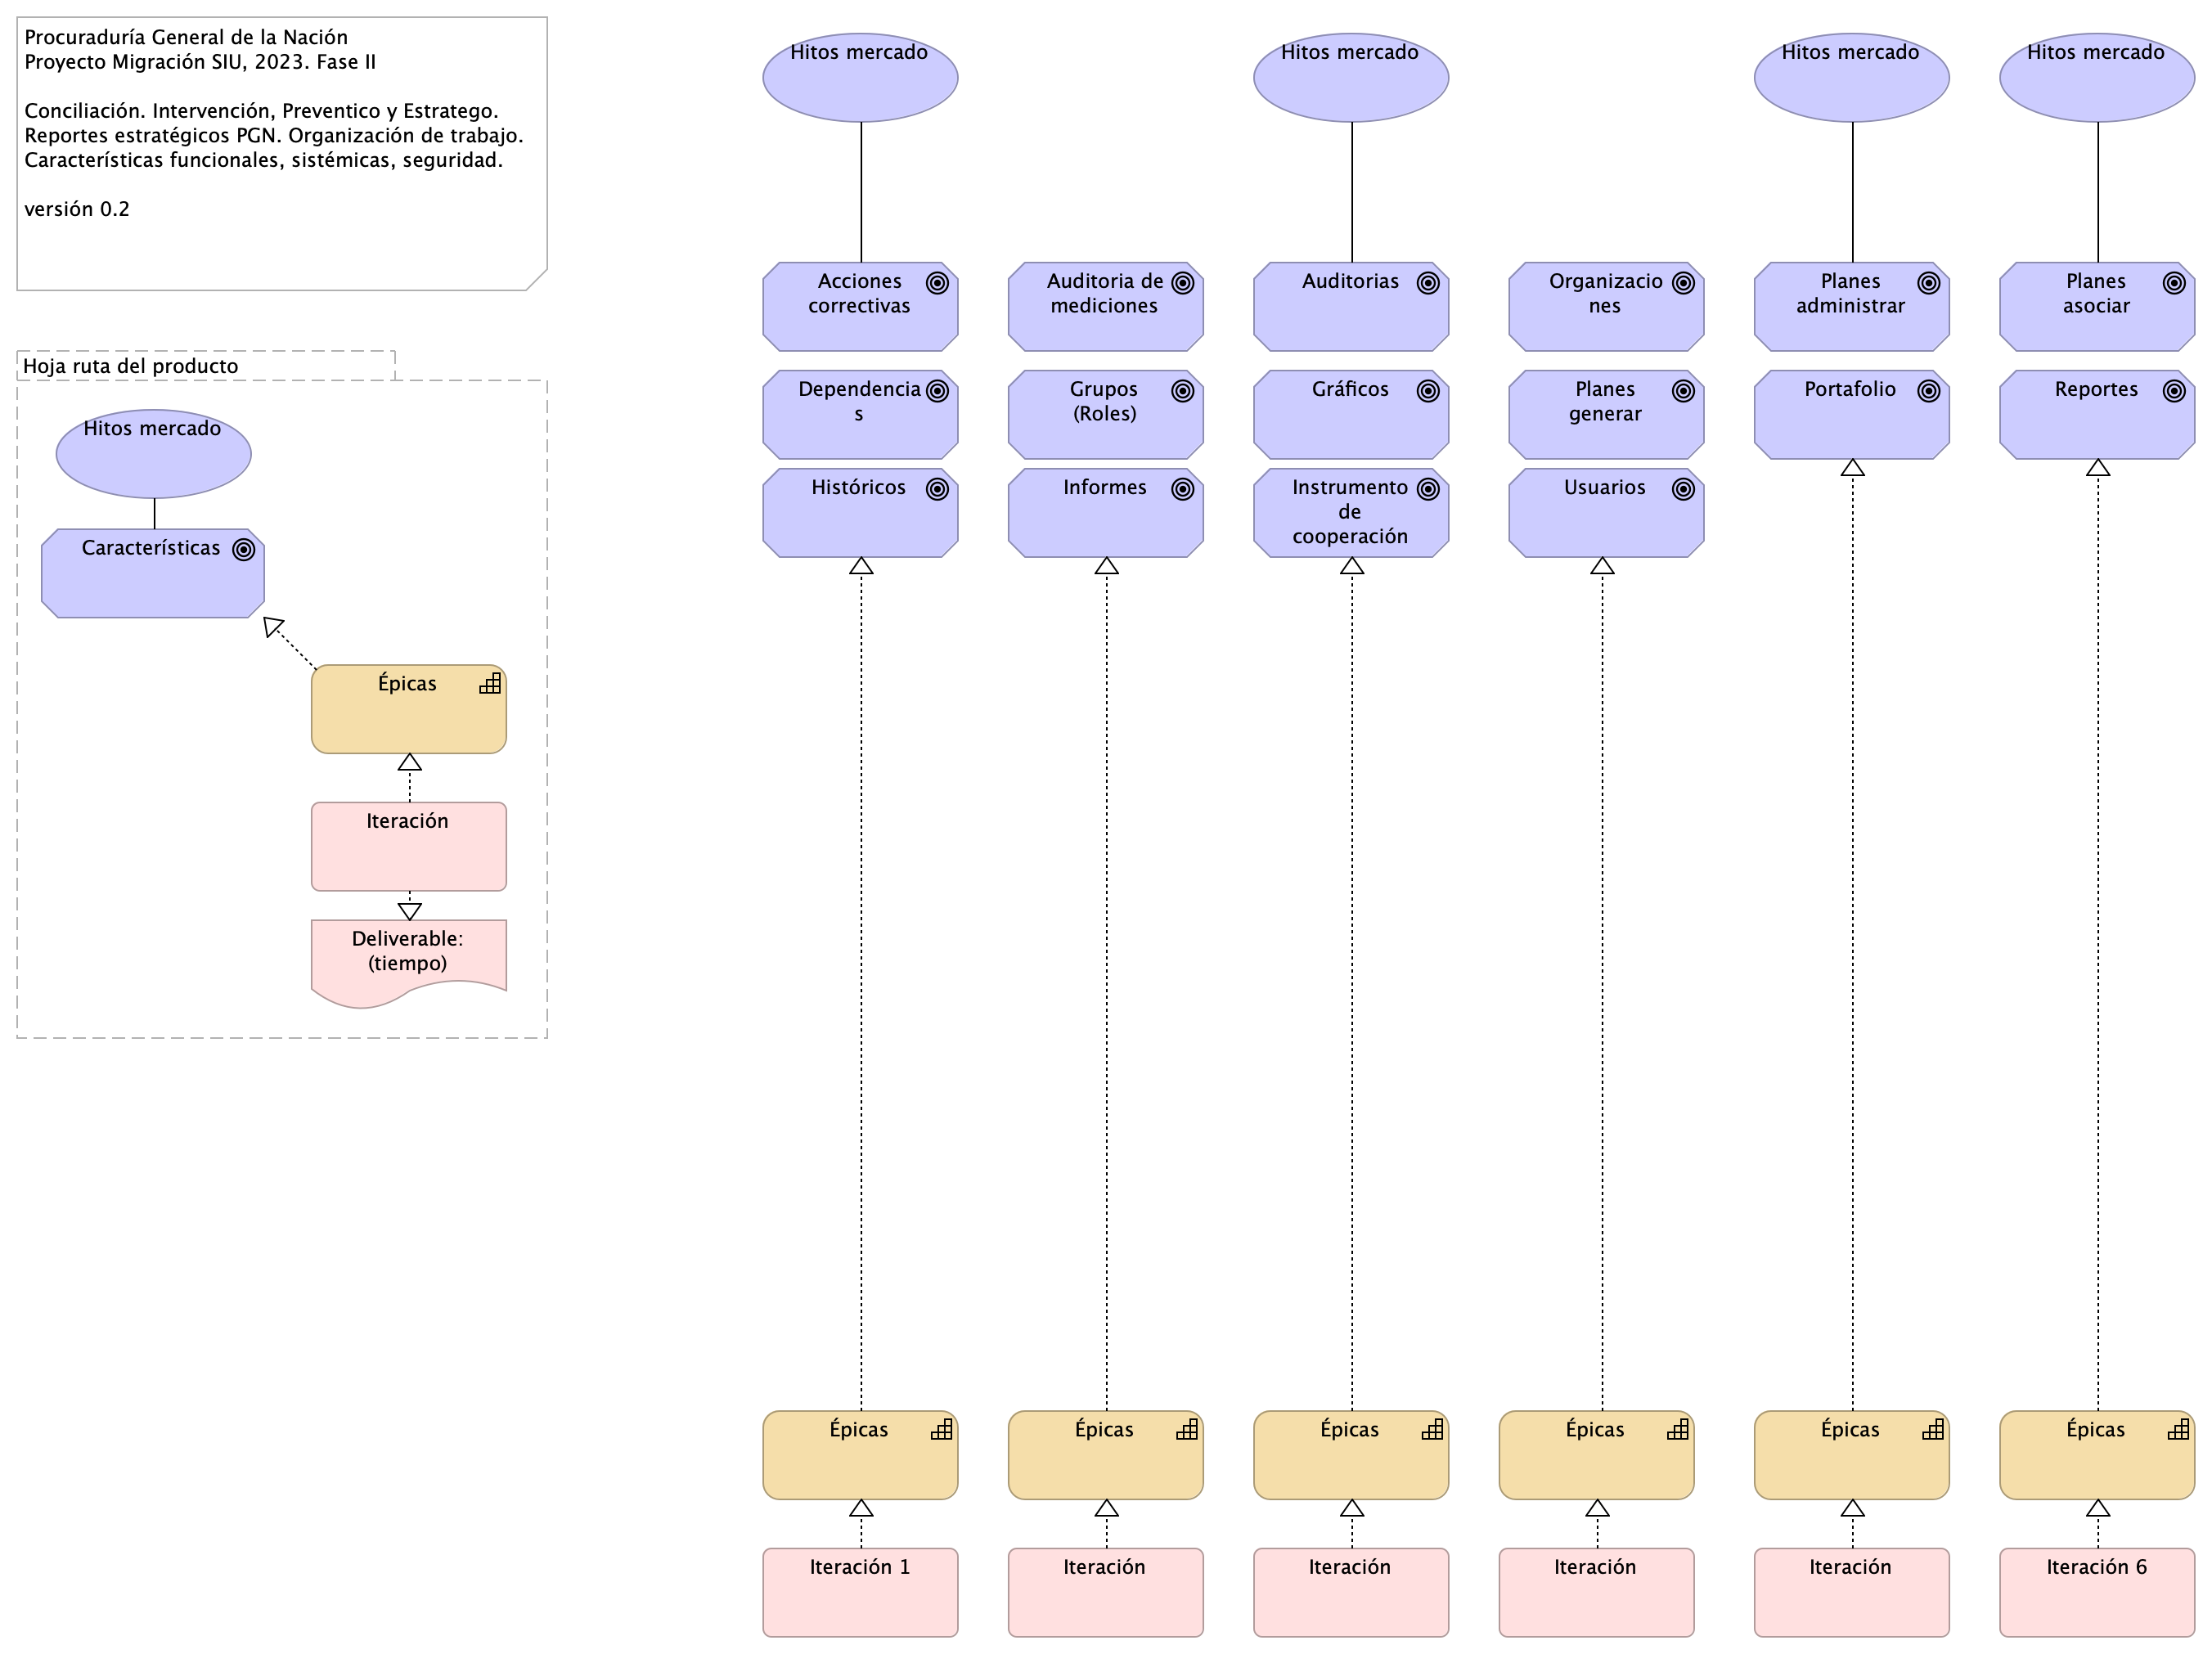 Procuraduría General de la Nación
Proyecto Migración SIU, 2023. Fase II
Conciliación. Intervención, Preventico y Estratego.
Reportes estratégicos PGN. Organización de trabajo.
Características funcionales, sistémicas, seguridad.
versión 0.2
Hoja ruta del producto
Hitos mercado
Características
Épicas
Iteración
Deliverable:
(tiempo)
Hitos mercado
Hitos mercado
Hitos mercado
Hitos mercado
Acciones
correctivas
Auditoria de
mediciones
Auditorias
Organizacio
nes
Planes
administrar
Planes
asociar
Dependencia
s
Grupos
(Roles)
Gráficos
Planes
generar
Portafolio
Reportes
Históricos
Informes
Instrumento
de
cooperación
Usuarios
Épicas
Épicas
Épicas
Épicas
Épicas
Épicas
Iteración 1
Iteración
Iteración
Iteración
Iteración
Iteración 6